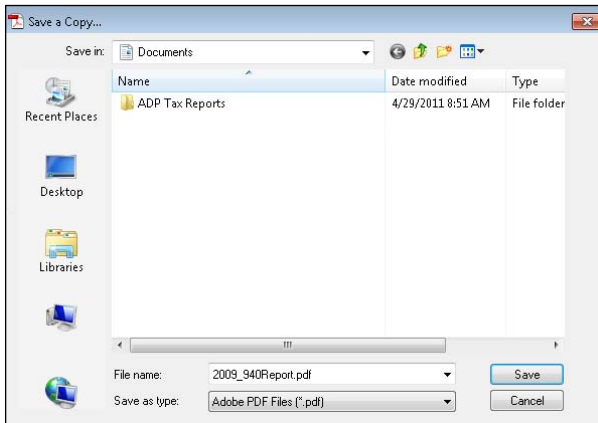 Save a Copy...
Save in: Documents
Name Date modified Type
ADP Tax Reports 4/29/2011 8:51 AM File folder
Recent Places
Desktop
Libraries
File name: 2009_940Report.pdf Save
Save as type: Adobe PDF Files (*.pdf) Cancel